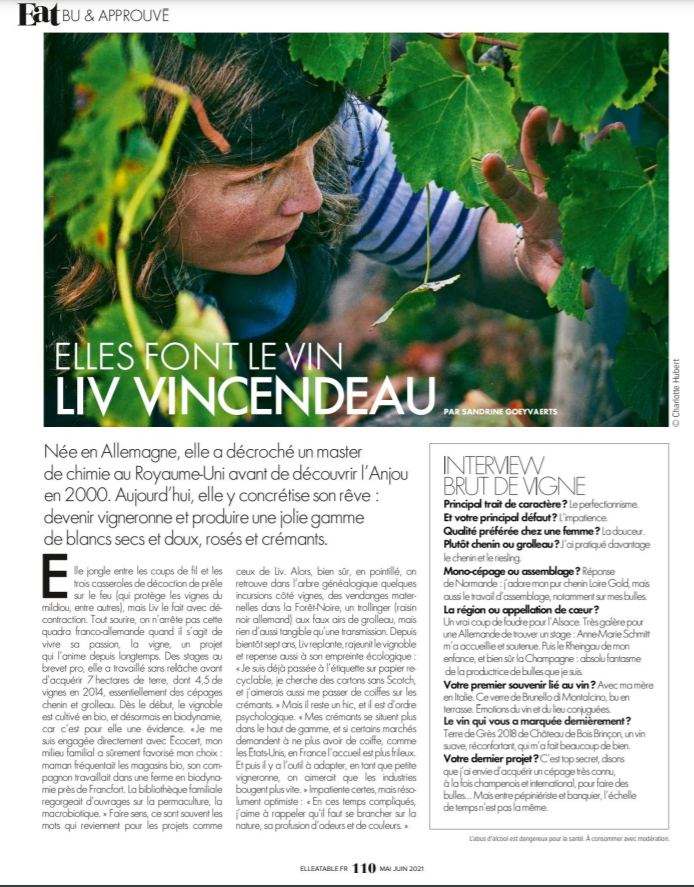 Eat BU & APPROUVÉ
ELLES FONT LE VIN
LIV VINCENDEAU PAR SANDRINE GOEYVAERTS
© Charlotte Hubert
Née en Allemagne, elle a décroché un master
de chimie au Royaume-Uni avant de découvrir l'Anjou
en 2000. Aujourd'hui, elle y concrétise son rêve :
devenir vigneronne et produire une jolie gamme
de blancs secs et doux, rosés et crémants.
Elle jongle entre les coups de fil et les
trois casseroles de décoction de prêle
sur le feu (qui protège les vignes du
mildiou, entre autres), mais Liv le fait avec dé-
contraction. Tout sourire, on n'arrête pas cette
quadra franco-allemande quand il s'agit de
vivre sa passion, la vigne, un projet
qui l'anime depuis longtemps. Des stages au
brevet pro, elle a travaillé sans relâche avant
d'acquérir 7 hectares de terre, dont 4,5 de
vignes en 2014, essentiellement des cépages
chenin et grolleau. Dès le début, le vignoble
est cultivé en bio, et désormais en biodynamie,
car c'est pour elle une évidence. « Je me
suis engagée directement avec Ecocert, mon
milieu familial a sûrement favorisé mon choix :
maman fréquentait les magasins bio, son com-
pagnon travaillait dans une ferme en biodyna-
mie près de Francfort. La bibliothèque familiale
regorgeait d'ouvrages sur la permaculture, la
macrobiotique. » Faire sens, ce sont souvent les
mots qui reviennent pour les projets comme
ceux de Liv. Alors, bien sûr, en pointillé, on
retrouve dans l'arbre généalogique quelques
incursions côté vignes, des vendanges mater-
nelles dans la Forêt-Noire, un trollinger (raisin
noir allemand) aux faux airs de grolleau, mais
rien d'aussi tangible qu'une transmission. Depuis
bientôt sept ans, Liv replante, rajeunit le vignoble
et repense aussi à son empreinte écologique :
« Je suis déjà passée à l'étiquette sur papier re-
cyclable, je cherche des cartons sans Scotch,
et j'aimerais aussi me passer de coiffes sur les
crémants. » Mais il reste un hic, et il est d'ordre
psychologique. « Mes crémants se situent plus
dans le haut de gamme, et si certains marchés
demandent à ne plus avoir de coiffe, comme
les États-Unis, en France l'accueil est plus frileux.
Et puis il y a l'outil à adapter, en tant que petite
vigneronne, on aimerait que les industries
bougent plus vite. » Impatiente certes, mais réso-
lument optimiste : « En ces temps compliqués,
j'aime à rappeler qu'il faut se brancher sur la
nature, sa profusion d'odeurs et de couleurs. »
INTERVIEW
BRUT DE VIGNE
Principal trait de caractère ? Le perfectionnisme.
Et votre principal défaut ? L'impatience.
Qualité préférée chez une femme ? La douceur.
Plutôt chenin ou grolleau ? J'ai pratiqué davantage
le chenin et le riesling.
Mono-cépage ou assemblage ? Réponse
de Normande : j'adore mon pur chenin Loire Gold, mais
aussi le travail d'assemblage, notamment sur mes bulles.
La région ou appellation de cœur ?
Un vrai coup de foudre pour l'Alsace. Très galère pour
une Allemande de trouver un stage : Anne-Marie Schmitt
m'a accueillie et soutenue. Puis le Rheingau de mon
enfance, et bien sûr la Champagne : absolu fantasme
de la productrice de bulles que je suis.
Votre premier souvenir lié au vin ? Avec ma mère
en Italie. Ce verre de Brunello di Montalcino, bu en
terrasse. Émotions du vin et du lieu conjuguées.
Le vin qui vous a marquée dernièrement ?
Terre de Grès 2018 de Château de Bois Brinçon, un vin
suave, réconfortant, qui m'a fait beaucoup de bien.
Votre dernier projet ? C'est top secret, disons
que j'ai envie d'acquérir un cépage très connu,
à la fois champenois et international, pour faire des
bulles... Mais entre pépiniériste et banquier, l'échelle
de temps n'est pas la même.
L'abus d'alcool est dangereux pour la santé. À consommer avec modération.
ELLEATABLE.FR 110 MAI JUIN 2021